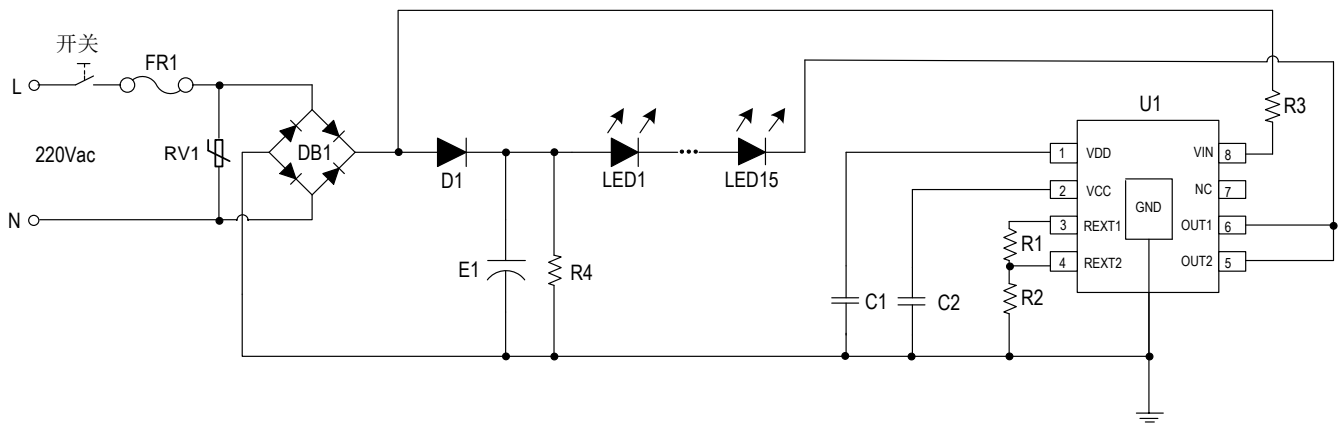 开关
FR1
L
220Vac
N
RV1
DB1
D1
E1
R4
LED1
LED15
C1
C2
R1
R2
U1
R3
1
VDD
2
VCC
3
REXT1
4
REXT2
GND
VIN
8
NC
7
OUT1
6
OUT2
5